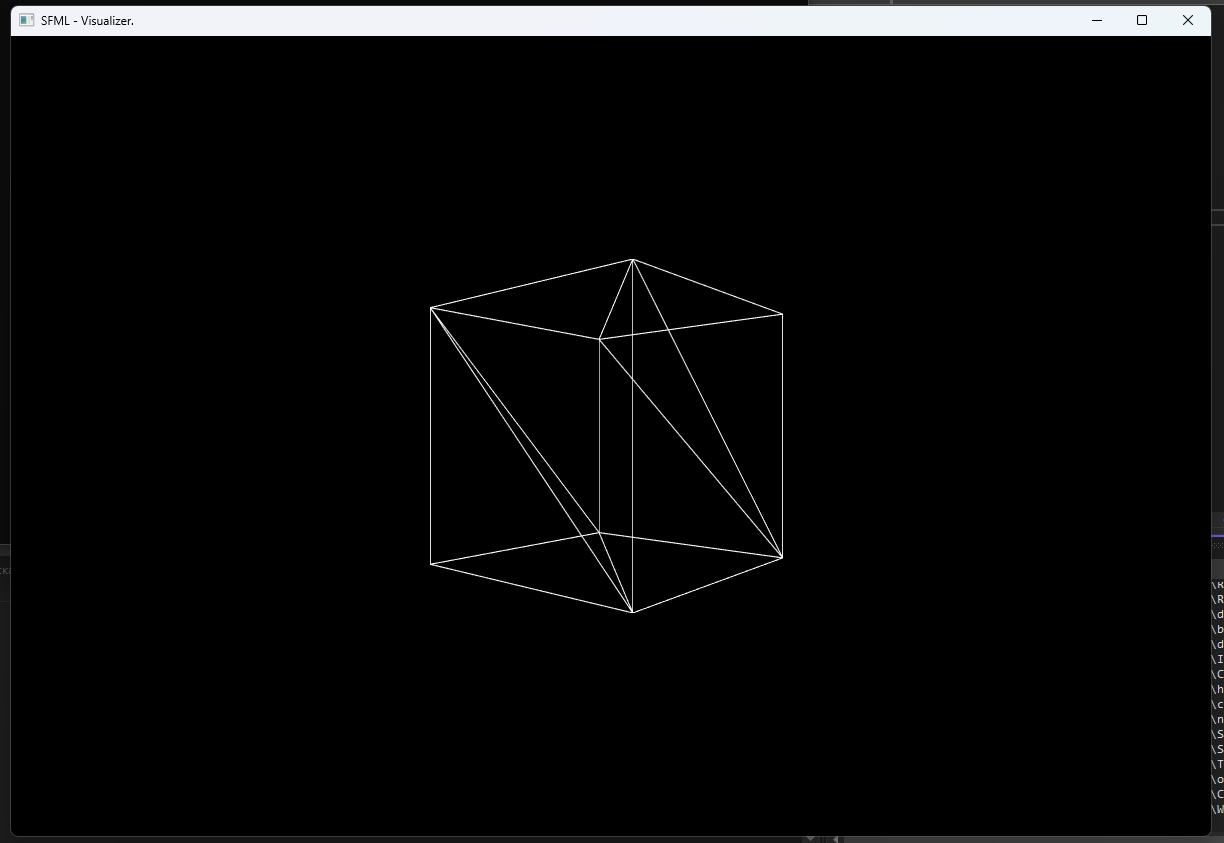 SFML - Visualizer.
\R
\R
\d
\b
\d
\I
\C
\h
\c
\n
\S
\S
\T
\o
\C
\W